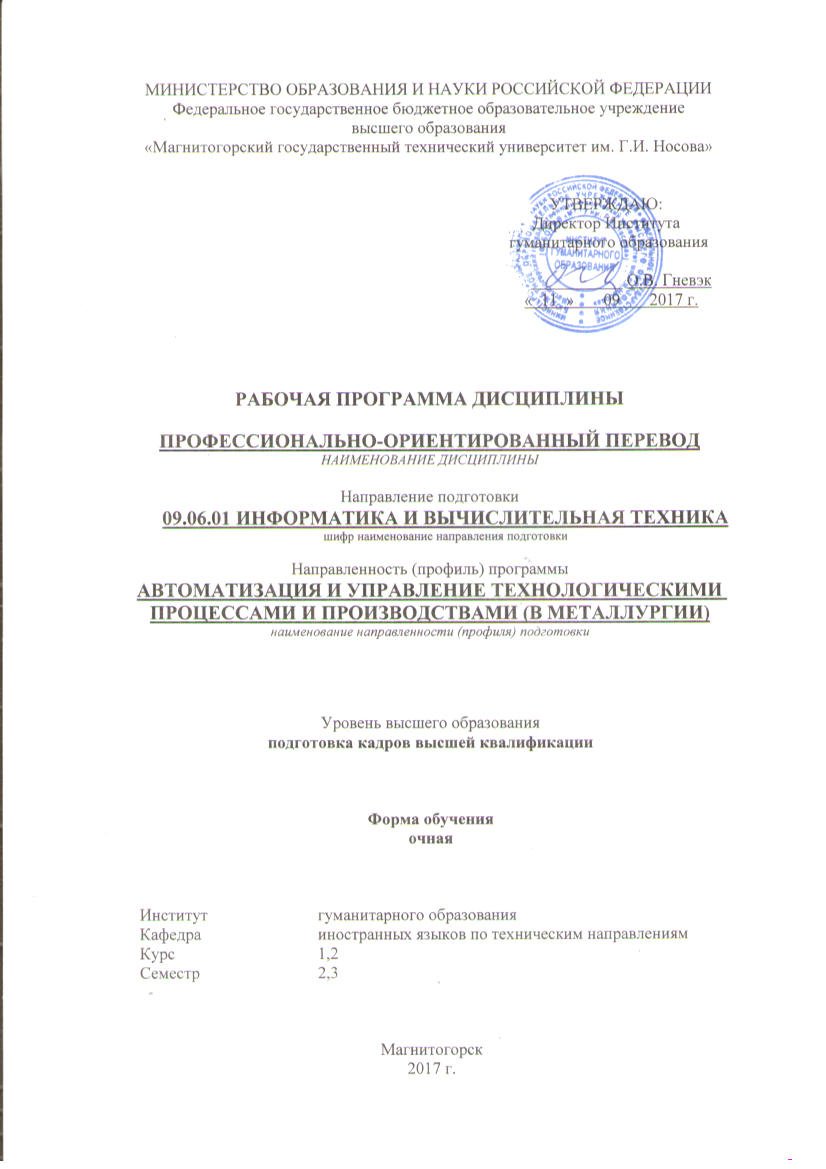 МИНИСТЕРСТВО ОБРАЗОВАНИЯ И НАУКИ РОССИЙСКОЙ ФЕДЕРАЦИИ
Федеральное государственное бюджетное образовательное учреждение
высшего образования
«Магнитогорский государственный технический университет им. Г.И. Носова»
УТВЕРЖДАЮ:
Директор Института
гуманитарного образования
ИНСТИТУТ
ГУМАНИТАРНОГО
ОБРАЗОВАНИЯ
О.В. Гневэк
« 11 » 09 2017 г.
РАБОЧАЯ ПРОГРАММА ДИСЦИПЛИНЫ
ПРОФЕССИОНАЛЬНО-ОРИЕНТИРОВАННЫЙ ПЕРЕВОД
НАИМЕНОВАНИЕ ДИСЦИПЛИНЫ
Направление подготовки
09.06.01 ИНФОРМАТИКА И ВЫЧИСЛИТЕЛЬНАЯ ТЕХНИКА
шифр наименование направления подготовки
Направленность (профиль) программы
АВТОМАТИЗАЦИЯ И УПРАВЛЕНИЕ ТЕХНОЛОГИЧЕСКИМИ
ПРОЦЕССАМИ И ПРОИЗВОДСТВАМИ (В МЕТАЛЛУРГИИ)
наименование направленности (профиля) подготовки
Уровень высшего образования
подготовка кадров высшей квалификации
Форма обучения
очная
Институт гуманитарного образования
Кафедра иностранных языков по техническим направлениям
Курс 1,2
Семестр 2,3
Магнитогорск
2017 г.